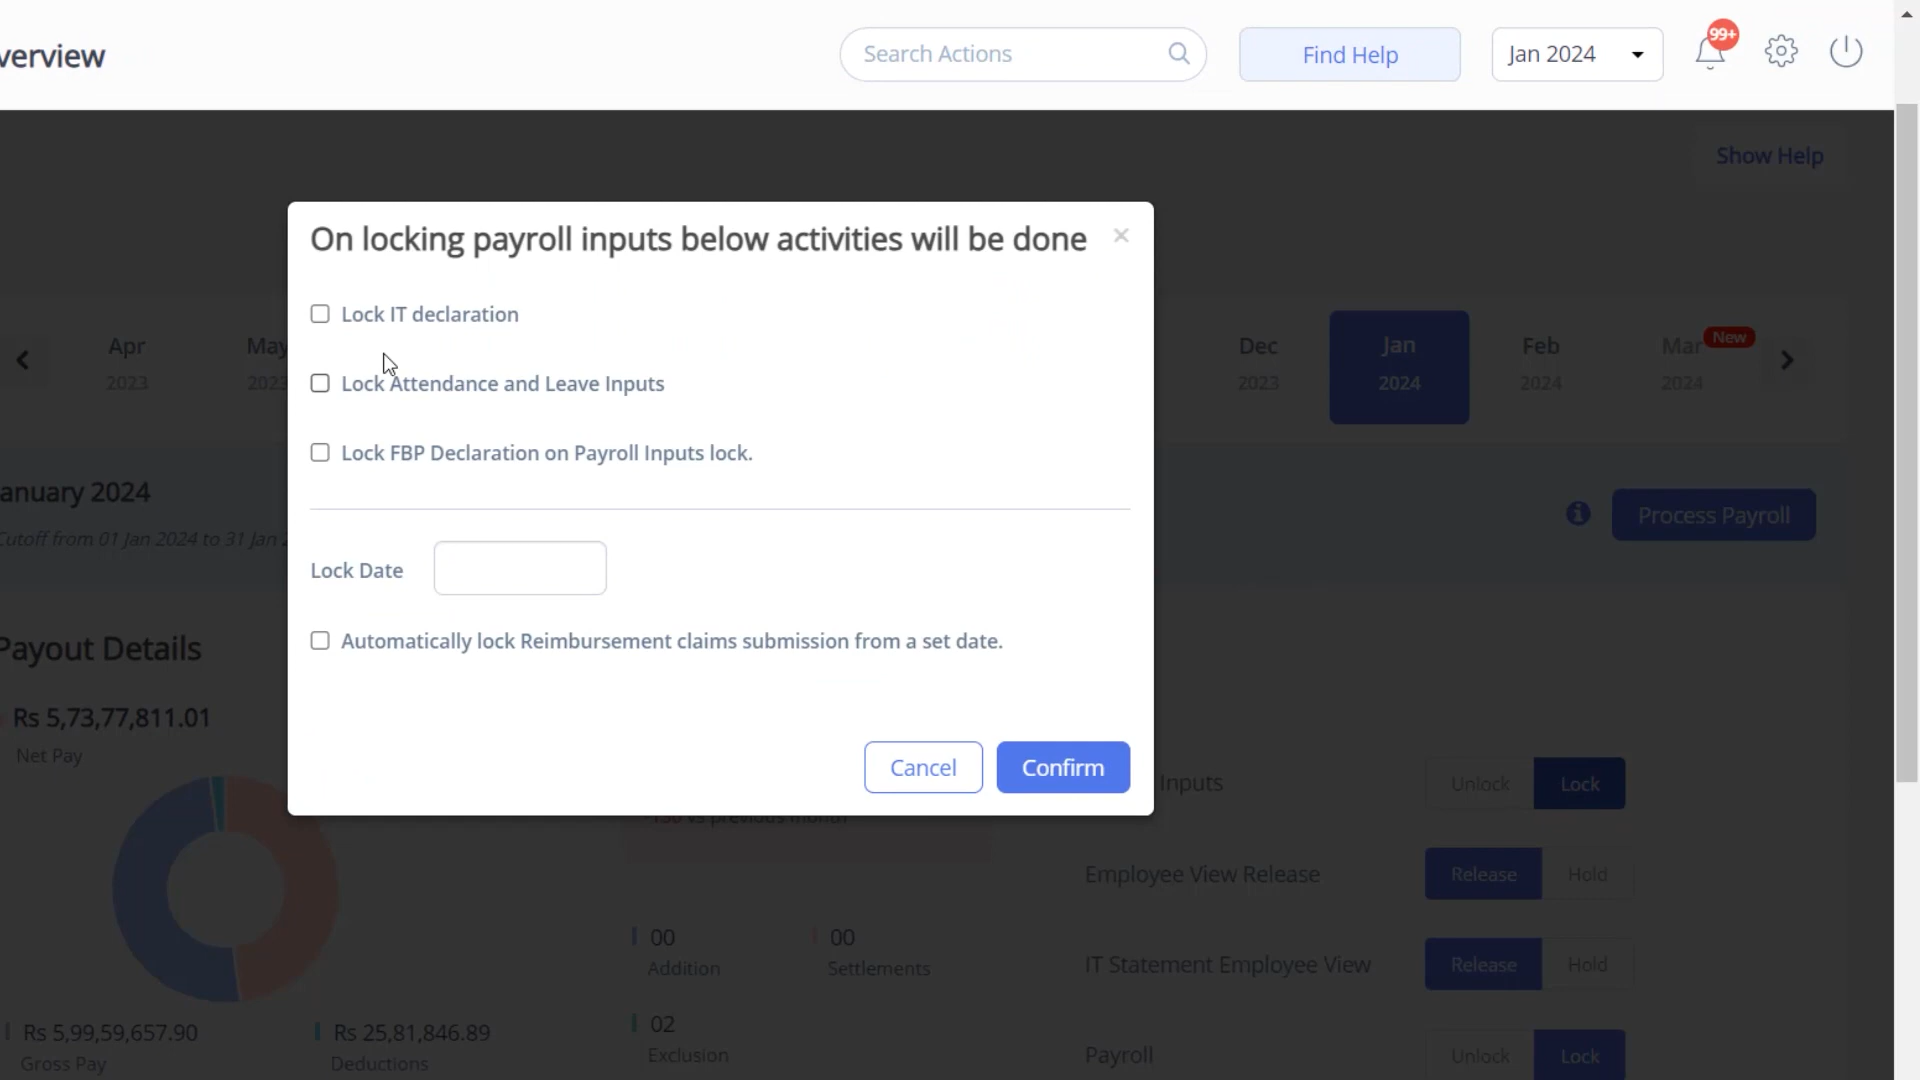 verview
Search Actions
Find Help
Jan 2024
99+
Show Help
On locking payroll inputs below activities will be done
Lock IT declaration
Lock Attendance and Leave Inputs
Lock FBP Declaration on Payroll Inputs lock.
Lock Date
Automatically lock Reimbursement claims submission from a set date.
Cancel
Confirm
Apr
2023
May
2023
Dec
2023
Jan
2024
Feb
2024
Mar
New
2024
anuary 2024
Cutoff from 01 Jan 2024 to 31 Jan
Process Payroll
Payout Details
Rs 5,73,77,811.01
Net Pay
Rs 5,99,59,657.90
Gross Pay
Rs 25,81,846.89
Deductions
vs previous month
00
Addition
00
Settlements
02
Exclusion
Inputs
Unlock
Lock
Employee View Release
Release
Hold
IT Statement Employee View
Release
Hold
Payroll
Unlock
Lock